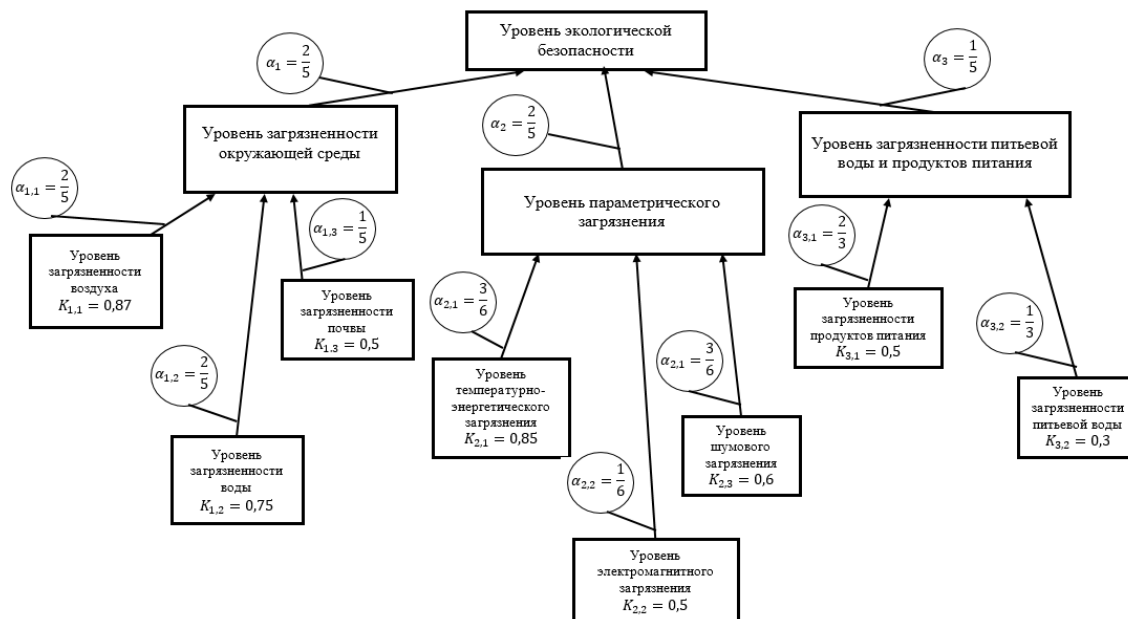 Уровень экологической
безопасности
α₁ = 2/5
α₃ = 1/5
α₂ = 2/5
Уровень загрязненности
окружающей среды
Уровень загрязненности питьевой
воды и продуктов питания
Уровень параметрического
загрязнения
α₁,₁ = 2/5
α₁,₃ = 1/5
α₃,₁ = 2/3
Уровень
загрязненности
воздуха
K₁,₁ = 0,87
Уровень
загрязненности
почвы
K₁.₃ = 0,5
α₂,₁ = 3/6
Уровень
загрязненности
продуктов питания
K₃,₁ = 0,5
α₃,₂ = 1/3
α₁,₂ = 2/5
Уровень
температурно-
энергетического
загрязнения
K₂,₁ = 0,85
α₂,₁ = 3/6
Уровень
загрязненности
питьевой воды
K₃,₂ = 0,3
Уровень
загрязненности
воды
K₁,₂ = 0,75
Уровень
шумового
загрязнения
K₂,₃ = 0,6
α₂,₂ = 1/6
Уровень
электромагнитного
загрязнения
K₂,₂ = 0,5